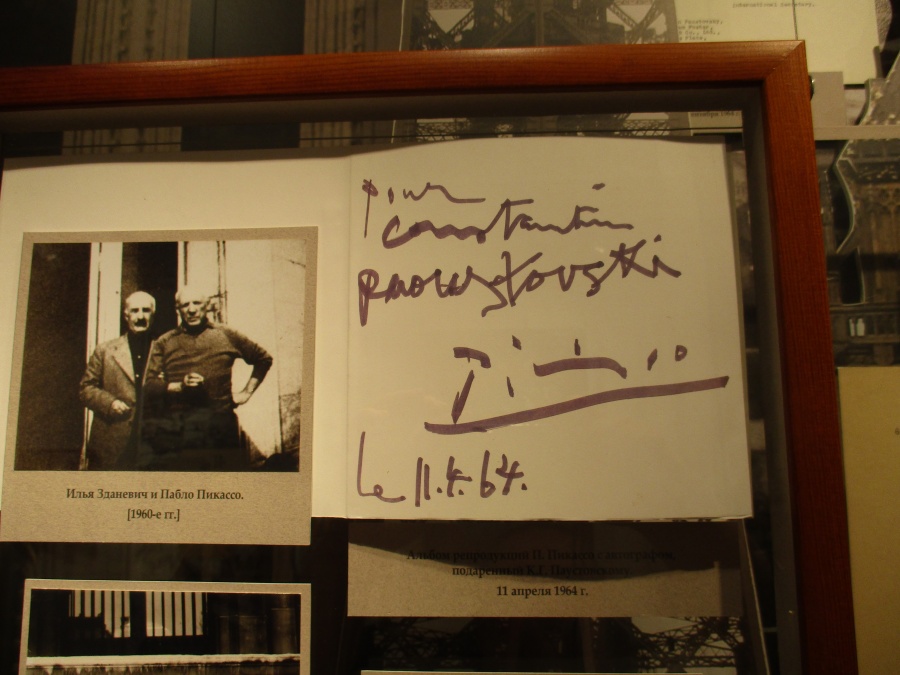 pour
constantin
paoustovski
Picasso
le 11.4.64.
Илья Зданевич и Пабло Пикассо.
[1960-е гг.]
Альбом репродукций П. Пикассо с автографом,
подаренный К.Г. Паустовскому.
11 апреля 1964 г.